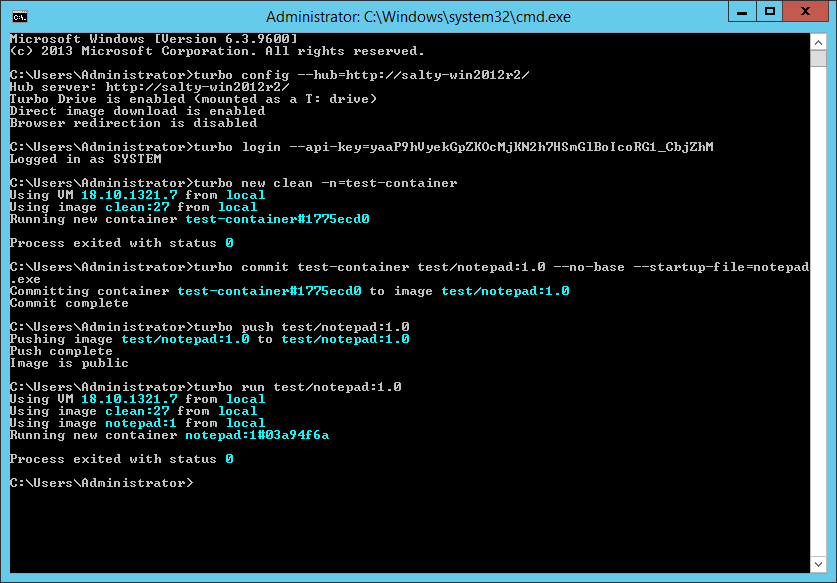 Administrator: C:\Windows\system32\cmd.exe
Microsoft Windows [Version 6.3.9600]
(c) 2013 Microsoft Corporation. All rights reserved.
C:\Users\Administrator>turbo config --hub=http://salty-win2012r2/
Hub server: http://salty-win2012r2/
Turbo Drive is enabled (mounted as a T: drive)
Direct image download is enabled
Browser redirection is disabled
C:\Users\Administrator>turbo login --api-key=yaaP9hVyekGpZKOcMjKN2h7HSmGlBoIcoRG1_CbjZhM
Logged in as SYSTEM
C:\Users\Administrator>turbo new clean -n=test-container
Using VM 18.10.1321.7 from local
Using image clean:27 from local
Running new container test-container#1775ecd0
Process exited with status 0
C:\Users\Administrator>turbo commit test-container test/notepad:1.0 --no-base --startup-file=notepad
.exe
Committing container test-container#1775ecd0 to image test/notepad:1.0
Commit complete
C:\Users\Administrator>turbo push test/notepad:1.0
Pushing image test/notepad:1.0 to test/notepad:1.0
Push complete
Image is public
C:\Users\Administrator>turbo run test/notepad:1.0
Using VM 18.10.1321.7 from local
Using image clean:27 from local
Using image notepad:1 from local
Running new container notepad:1#03a94f6a
Process exited with status 0
C:\Users\Administrator>